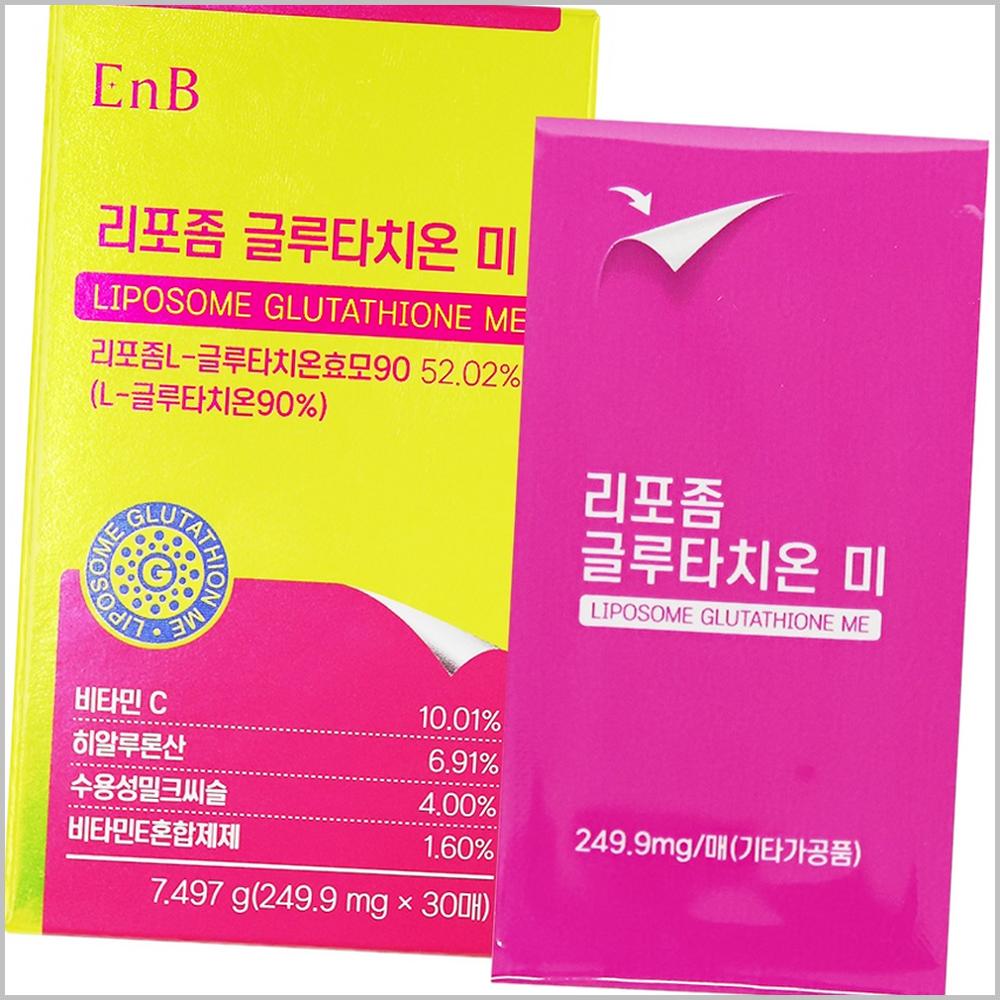 EnB
리포좀 글루타치온 미
LIPOSOME GLUTATHIONE ME
리포좀L-글루타치온효모90 52.02%
(L-글루타치온90%)
LIPOSOME GLUTATHION ME •
G
비타민 C 10.01%
히알루론산 6.91%
수용성밀크씨슬 4.00%
비타민E혼합제제 1.60%
7.497 g(249.9 mg × 30매)
리포좀
글루타치온 미
LIPOSOME GLUTATHIONE ME
249.9mg/매(기타가공품)